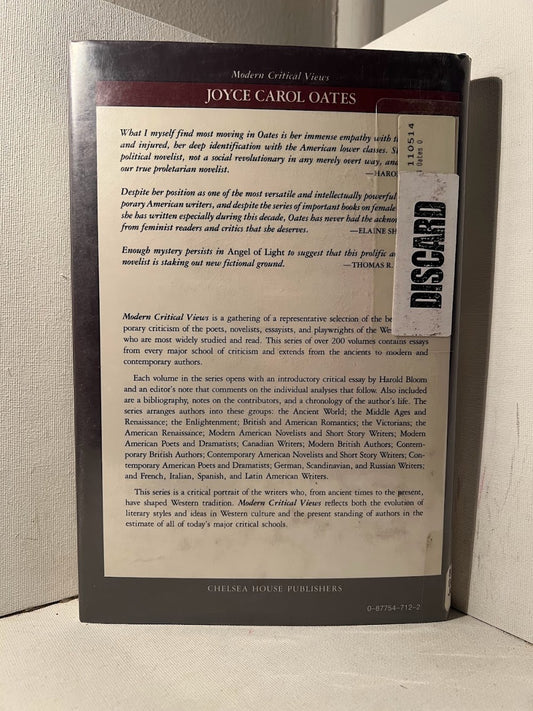 Modern Critical Views
JOYCE CAROL OATES
What I myself find most moving in Oates is her immense empathy with
and injured, her deep identification with the American lower classes.
political novelist, not a social revolutionary in any merely overt way, and
our true proletarian novelist.
—HARO
Despite her position as one of the most versatile and intellectually powerful
porary American writers, and despite the series of important books on female
she has written especially during this decade, Oates has never had the acknow
from feminist readers and critics that she deserves.
—ELAINE SH
Enough mystery persists in Angel of Light to suggest that this prolific a
novelist is staking out new fictional ground.
—THOMAS R.
110514
Oates O
DISCARD
Modern Critical Views is a gathering of a representative selection of the be
porary criticism of the poets, novelists, essayists, and playwrights of the We
who are most widely studied and read. This series of over 200 volumes contains essays
from every major school of criticism and extends from the ancients to modern and
contemporary authors.
Each volume in the series opens with an introductory critical essay by Harold Bloom
and an editor's note that comments on the individual analyses that follow. Also included
are a bibliography, notes on the contributors, and a chronology of the author's life. The
series arranges authors into these groups: the Ancient World; the Middle Ages and
Renaissance; the Enlightenment; British and American Romantics; the Victorians; the
American Renaissance; Modern American Novelists and Short Story Writers; Modern
American Poets and Dramatists; Canadian Writers; Modern British Authors; Contem-
porary British Authors; Contemporary American Novelists and Short Story Writers; Con-
temporary American Poets and Dramatists; German, Scandinavian, and Russian Writers;
and French, Italian, Spanish, and Latin American Writers.
This series is a critical portrait of the writers who, from ancient times to the present,
have shaped Western tradition. Modern Critical Views reflects both the evolution of
literary styles and ideas in Western culture and the present standing of authors in the
estimate of all of today's major critical schools.
CHELSEA HOUSE PUBLISHERS
0-87754-712-2